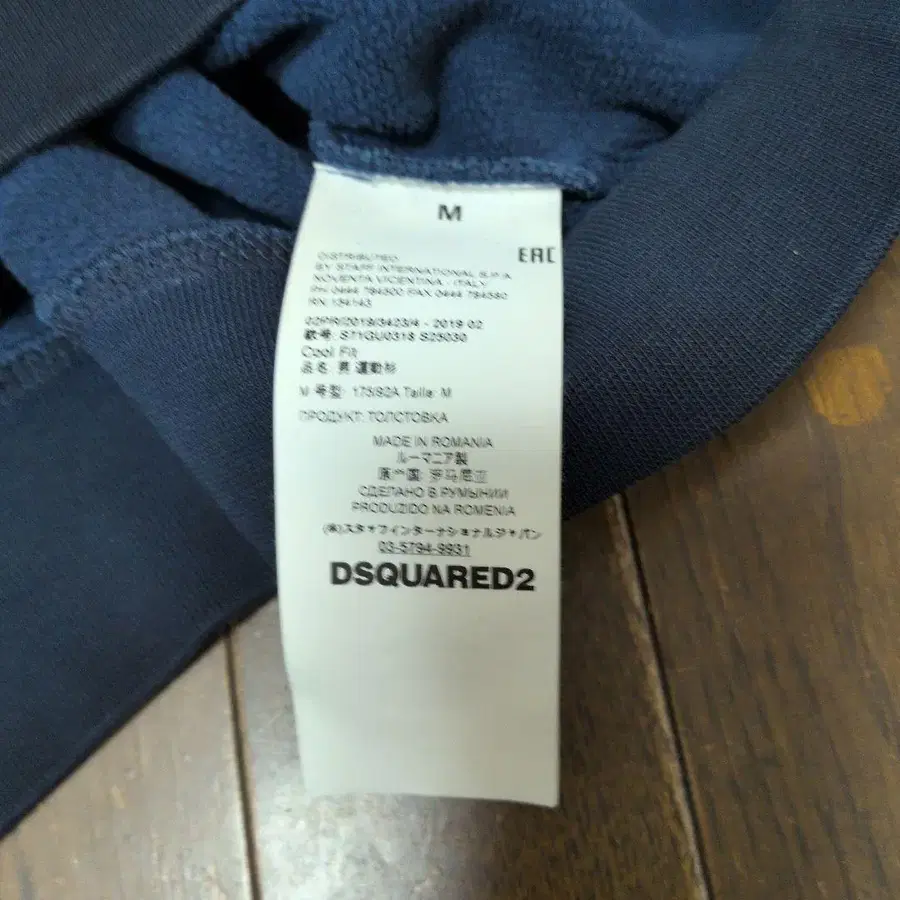 M
EAC
DISTRIBUTED
BY STAFF INTERNATIONAL S.P.A.
NOVENTA VICENTINA - ITALY
PH 0444 784500 FAX 0444 784580
RN 134143
02PR/2019/3423/4 - 2019 02
款号: S71GU0318 S25030
Cool Fit
品名: 男 運動衫
M 号型: 175/92A Taille: M
ПРОДУКТ: ТОЛСТОВКА
MADE IN ROMANIA
ルーマニア製
原产国: 罗马尼亚
СДЕЛАНО В РУМЫНИИ
PRODUZIDO NA ROMENIA
(株)スタッフインターナショナルジャパン
03-5794-9931
DSQUARED2